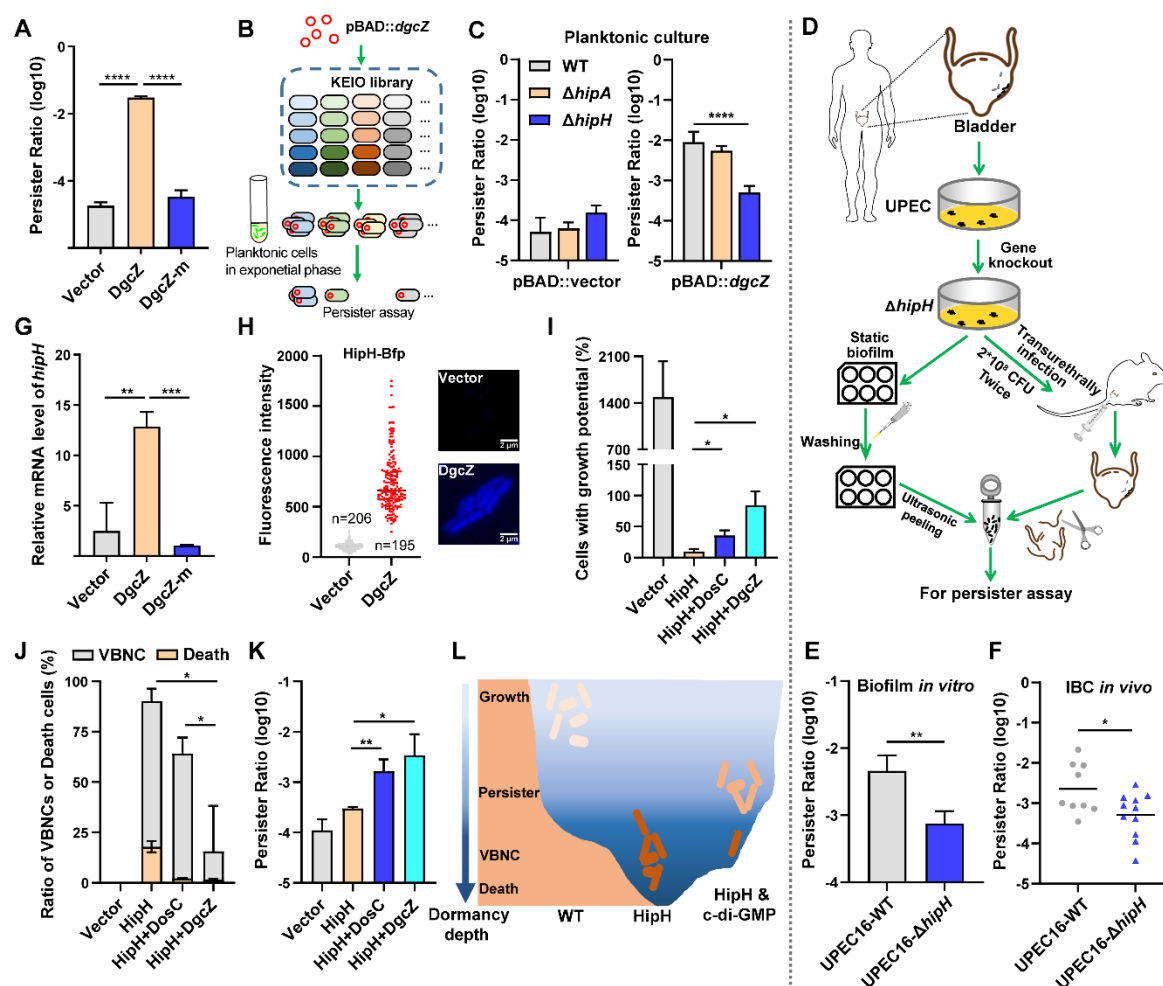 A
Persister Ratio (log10)
0
-2
-4
****
****
Vector
DgcZ
DgcZ-m
B
pBAD::dgcZ
KEIO library
...
...
...
...
...
...
Planktonic cells
in exponetial phase
...
Persister assay
C
Planktonic culture
WT
ΔhipA
ΔhipH
Persister Ratio (log10)
0
-1
-2
-3
-4
-5
pBAD::vector
Persister Ratio (log10)
0
-1
-2
-3
-4
-5
****
pBAD::dgcZ
D
Bladder
UPEC
Gene
knockout
ΔhipH
Static
biofilm
Transurethrally
infection
2*10⁸ CFU
Twice
Washing
Ultrasonic
peeling
For persister assay
G
Relative mRNA level of hipH
20
15
10
5
0
**
***
Vector
DgcZ
DgcZ-m
H
HipH-Bfp
Fluorescence intensity
2000
1500
1000
500
0
n=206
n=195
Vector
DgcZ
Vector
2 μm
DgcZ
2 μm
I
Cells with growth potential (%)
2100
1400
700
150
100
50
0
*
*
Vector
HipH
HipH+DosC
HipH+DgcZ
J
VBNC
Death
Ratio of VBNCs or Death cells (%)
100
75
50
25
0
*
*
Vector
HipH
HipH+DosC
HipH+DgcZ
K
Persister Ratio (log10)
-1
-2
-3
-4
-5
*
**
Vector
HipH
HipH+DosC
HipH+DgcZ
L
Growth
Persister
VBNC
Death
Dormancy
depth
WT
HipH
HipH &
c-di-GMP
E
Biofilm in vitro
Persister Ratio (log10)
-1
-2
-3
-4
**
UPEC16-WT
UPEC16-ΔhipH
F
IBC in vivo
Persister Ratio (log10)
0
-1
-2
-3
-4
-5
*
UPEC16-WT
UPEC16-ΔhipH